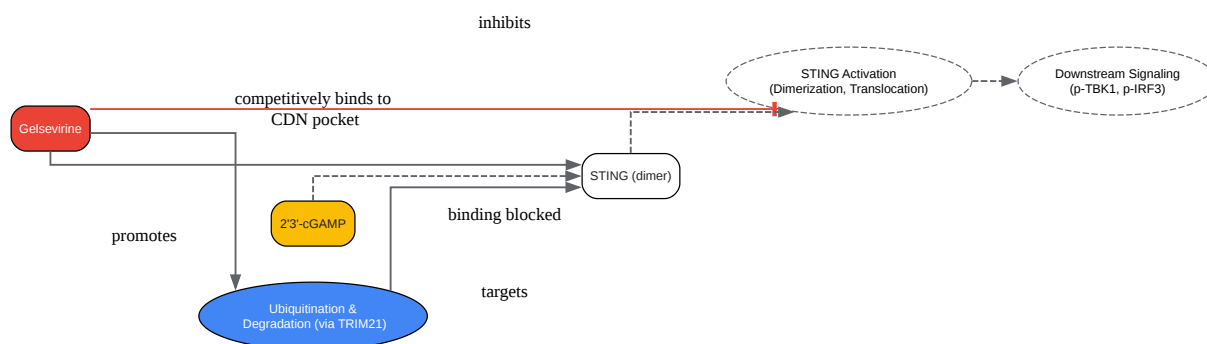 inhibits
STING Activation
(Dimerization, Translocation)
Downstream Signaling
(p-TBK1, p-IRF3)
competitively binds to
CDN pocket
Gelsevirine
STING (dimer)
2'3'-cGAMP
binding blocked
promotes
targets
Ubiquitination &
Degradation (via TRIM21)